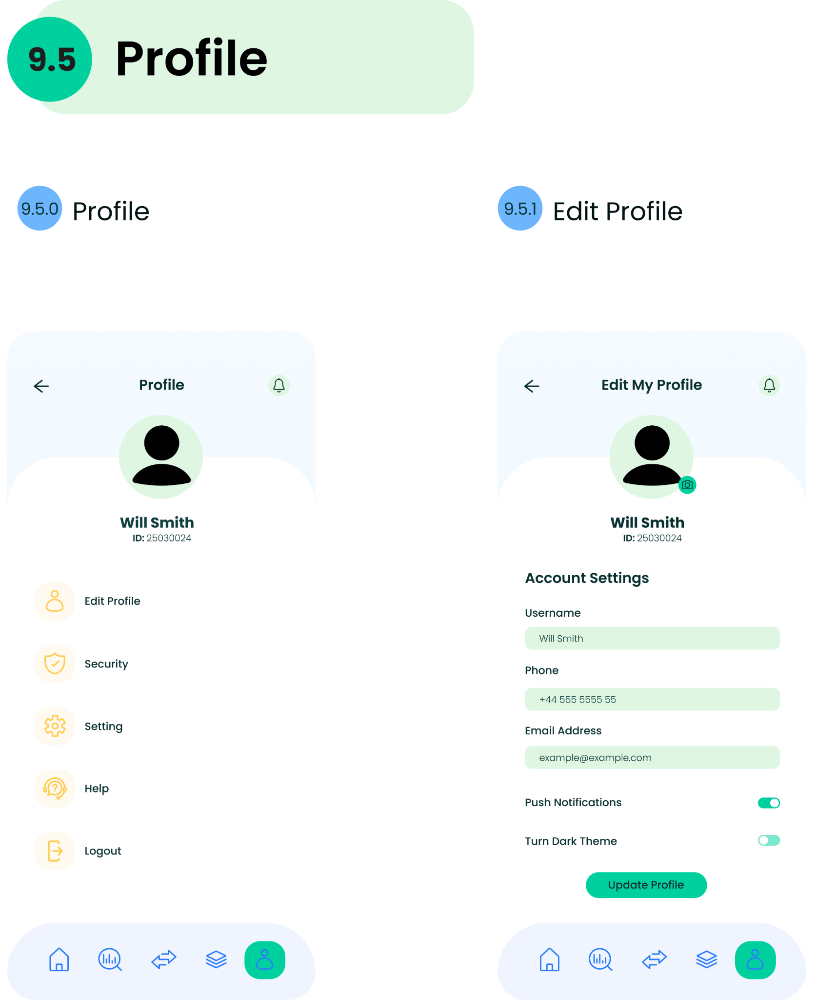 9.5
Profile
9.5.0
Profile
9.5.1
Edit Profile
Profile
Will Smith
ID: 25030024
Edit Profile
Security
Setting
Help
Logout
Edit My Profile
Will Smith
ID: 25030024
Account Settings
Username
Will Smith
Phone
+44 555 5555 55
Email Address
example@example.com
Push Notifications
Turn Dark Theme
Update Profile